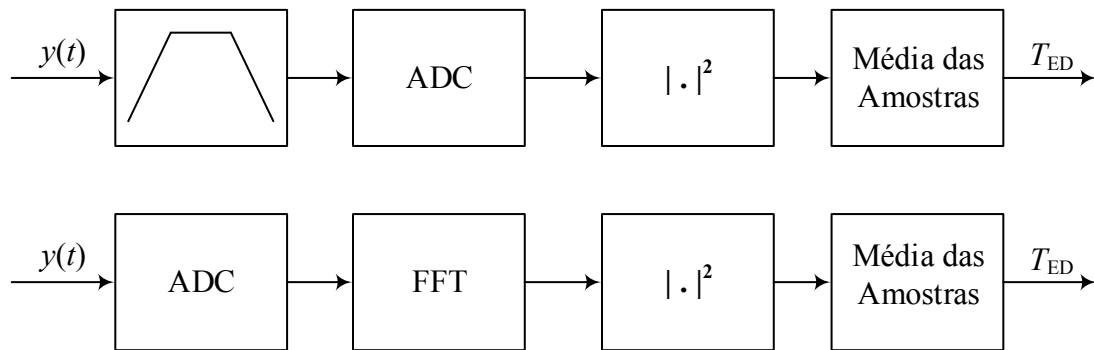 y(t)
ADC
| . |²
Média das
Amostras
T_ED
y(t)
ADC
FFT
| . |²
Média das
Amostras
T_ED